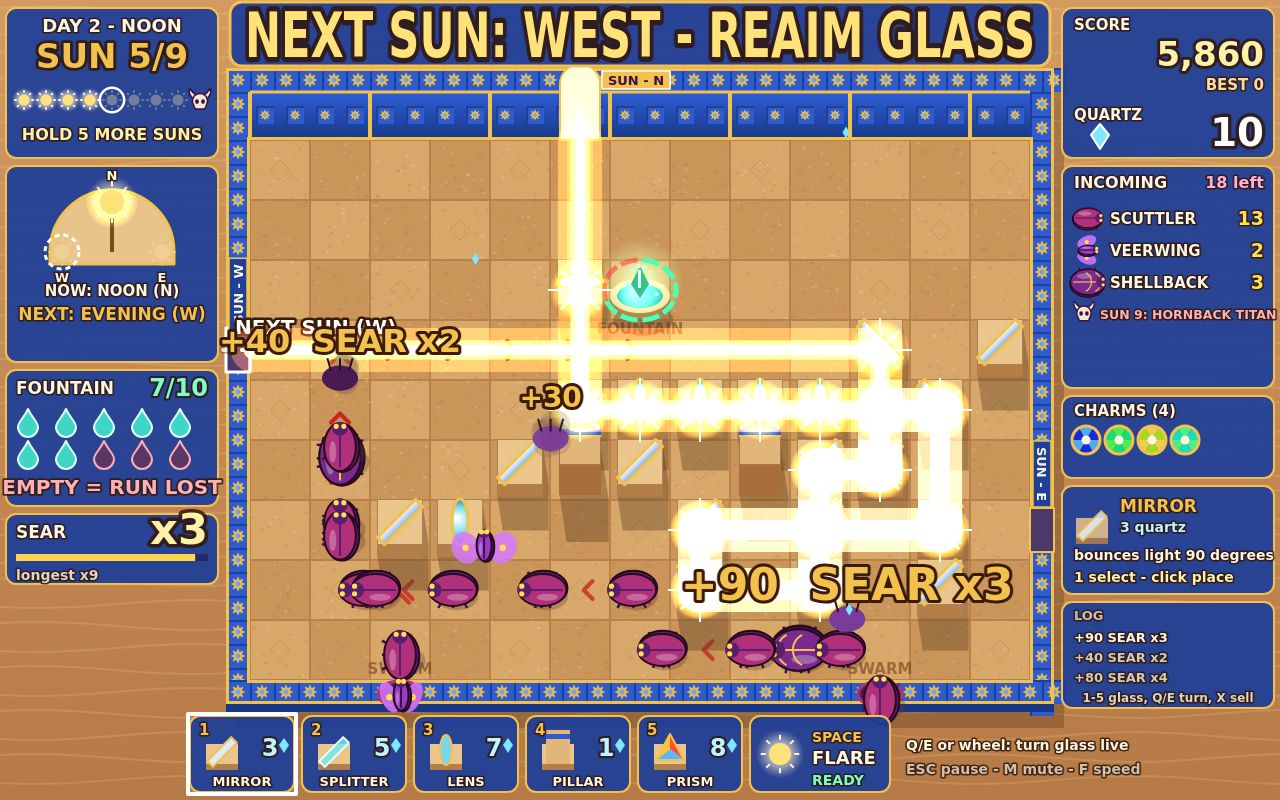 DAY 2 - NOON
SUN 5/9
HOLD 5 MORE SUNS
N
W
E
NOW: NOON (N)
NEXT: EVENING (W)
FOUNTAIN
7/10
EMPTY = RUN LOST
SEAR
x3
longest x9
NEXT SUN: WEST - REAIM GLASS
SUN - N
SUN - W
SUN - E
FOUNTAIN
NEXT SUN (W)
+40 SEAR x2
+30
+90 SEAR x3
SWARM
SWARM
SCORE
5,860
BEST 0
QUARTZ
10
INCOMING
18 left
SCUTTLER
13
VEERWING
2
SHELLBACK
3
SUN 9: HORNBACK TITAN
CHARMS (4)
MIRROR
3 quartz
bounces light 90 degrees
1 select - click place
LOG
+90 SEAR x3
+40 SEAR x2
+80 SEAR x4
1-5 glass, Q/E turn, X sell
1
3
MIRROR
2
5
SPLITTER
3
7
LENS
4
1
PILLAR
5
8
PRISM
SPACE
FLARE
READY
Q/E or wheel: turn glass live
ESC pause - M mute - F speed